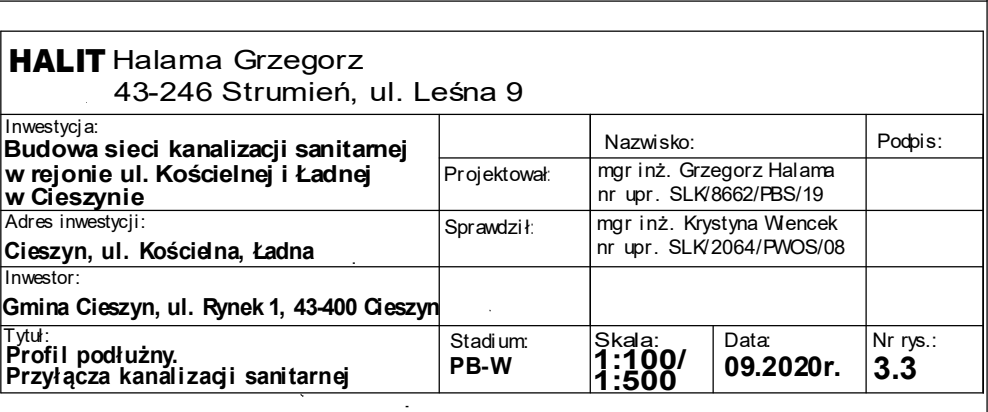 HALIT Halama Grzegorz
43-246 Strumień, ul. Leśna 9
Inwestycja:
Budowa sieci kanalizacji sanitarnej
w rejonie ul. Kościelnej i Ładnej
w Cieszynie
Nazwisko:
Podpis:
Projektował:
mgr inż. Grzegorz Halama
nr upr. SLK/8662/PBS/19
Adres inwestycji:
Cieszyn, ul. Kościelna, Ładna
Sprawdził:
mgr inż. Krystyna Wencek
nr upr. SLK/2064/PWOS/08
Inwestor:
Gmina Cieszyn, ul. Rynek 1, 43-400 Cieszyn
Tytuł:
Profil podłużny.
Przyłącza kanalizacji sanitarnej
Stadium:
PB-W
Skala:
1:100/
1:500
Data:
09.2020r.
Nr rys.:
3.3